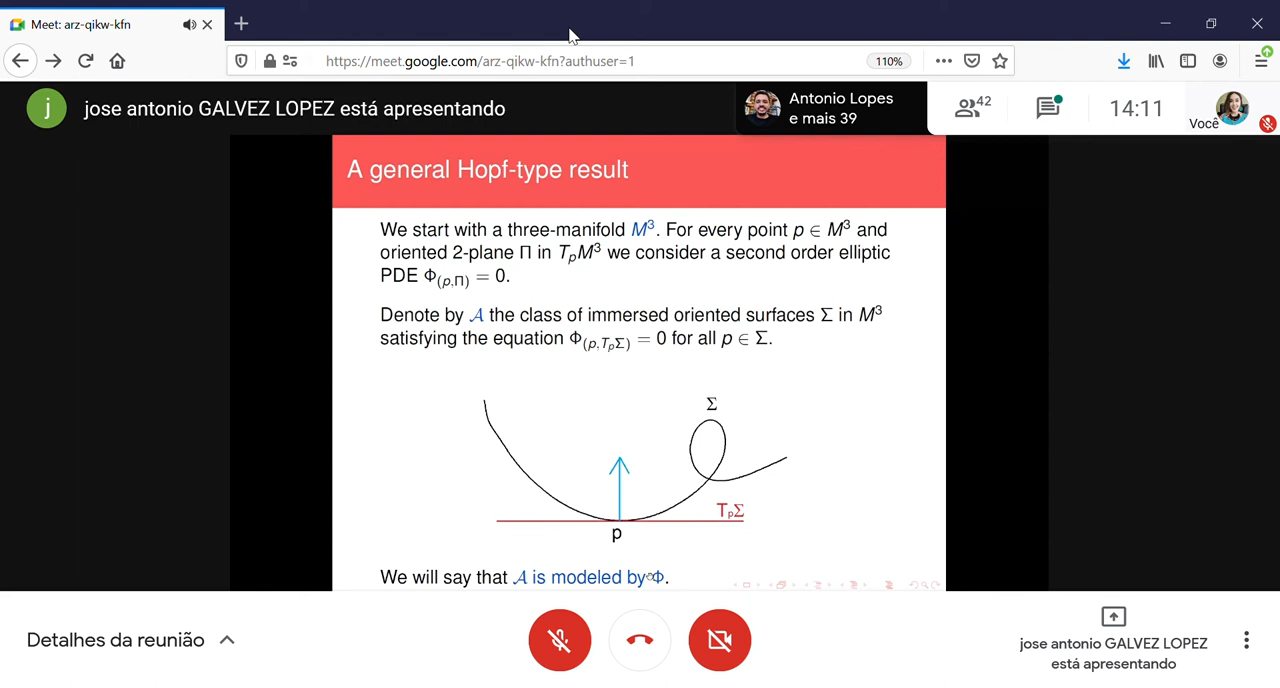 Meet: arz-qikw-kfn
https://meet.google.com/arz-qikw-kfn?authuser=1
110%
j
jose antonio GALVEZ LOPEZ está apresentando
Antonio Lopes
e mais 39
42
14:11
Você
A general Hopf-type result
We start with a three-manifold M³. For every point p ∈ M³ and
oriented 2-plane Π in TₚM³ we consider a second order elliptic
PDE Φ₍ₚ,Π₎ = 0.
Denote by 𝒜 the class of immersed oriented surfaces Σ in M³
satisfying the equation Φ₍ₚ,TₚΣ₎ = 0 for all p ∈ Σ.
Σ
TₚΣ
p
We will say that 𝒜 is modeled by Φ.
Detalhes da reunião
jose antonio GALVEZ LOPEZ
está apresentando